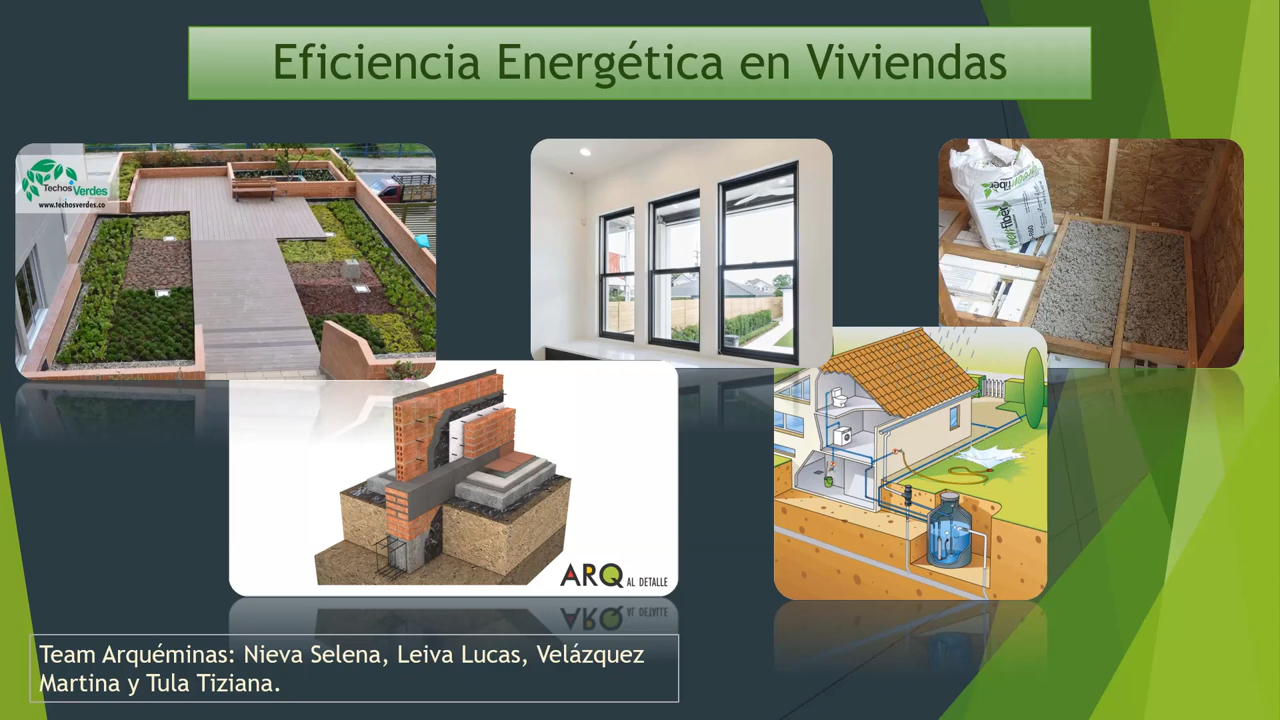 Eficiencia Energética en Viviendas
Techos Verdes
www.techosverdes.co
ARQ AL DETALLE
Team Arquéminas: Nieva Selena, Leiva Lucas, Velázquez
Martina y Tula Tiziana.